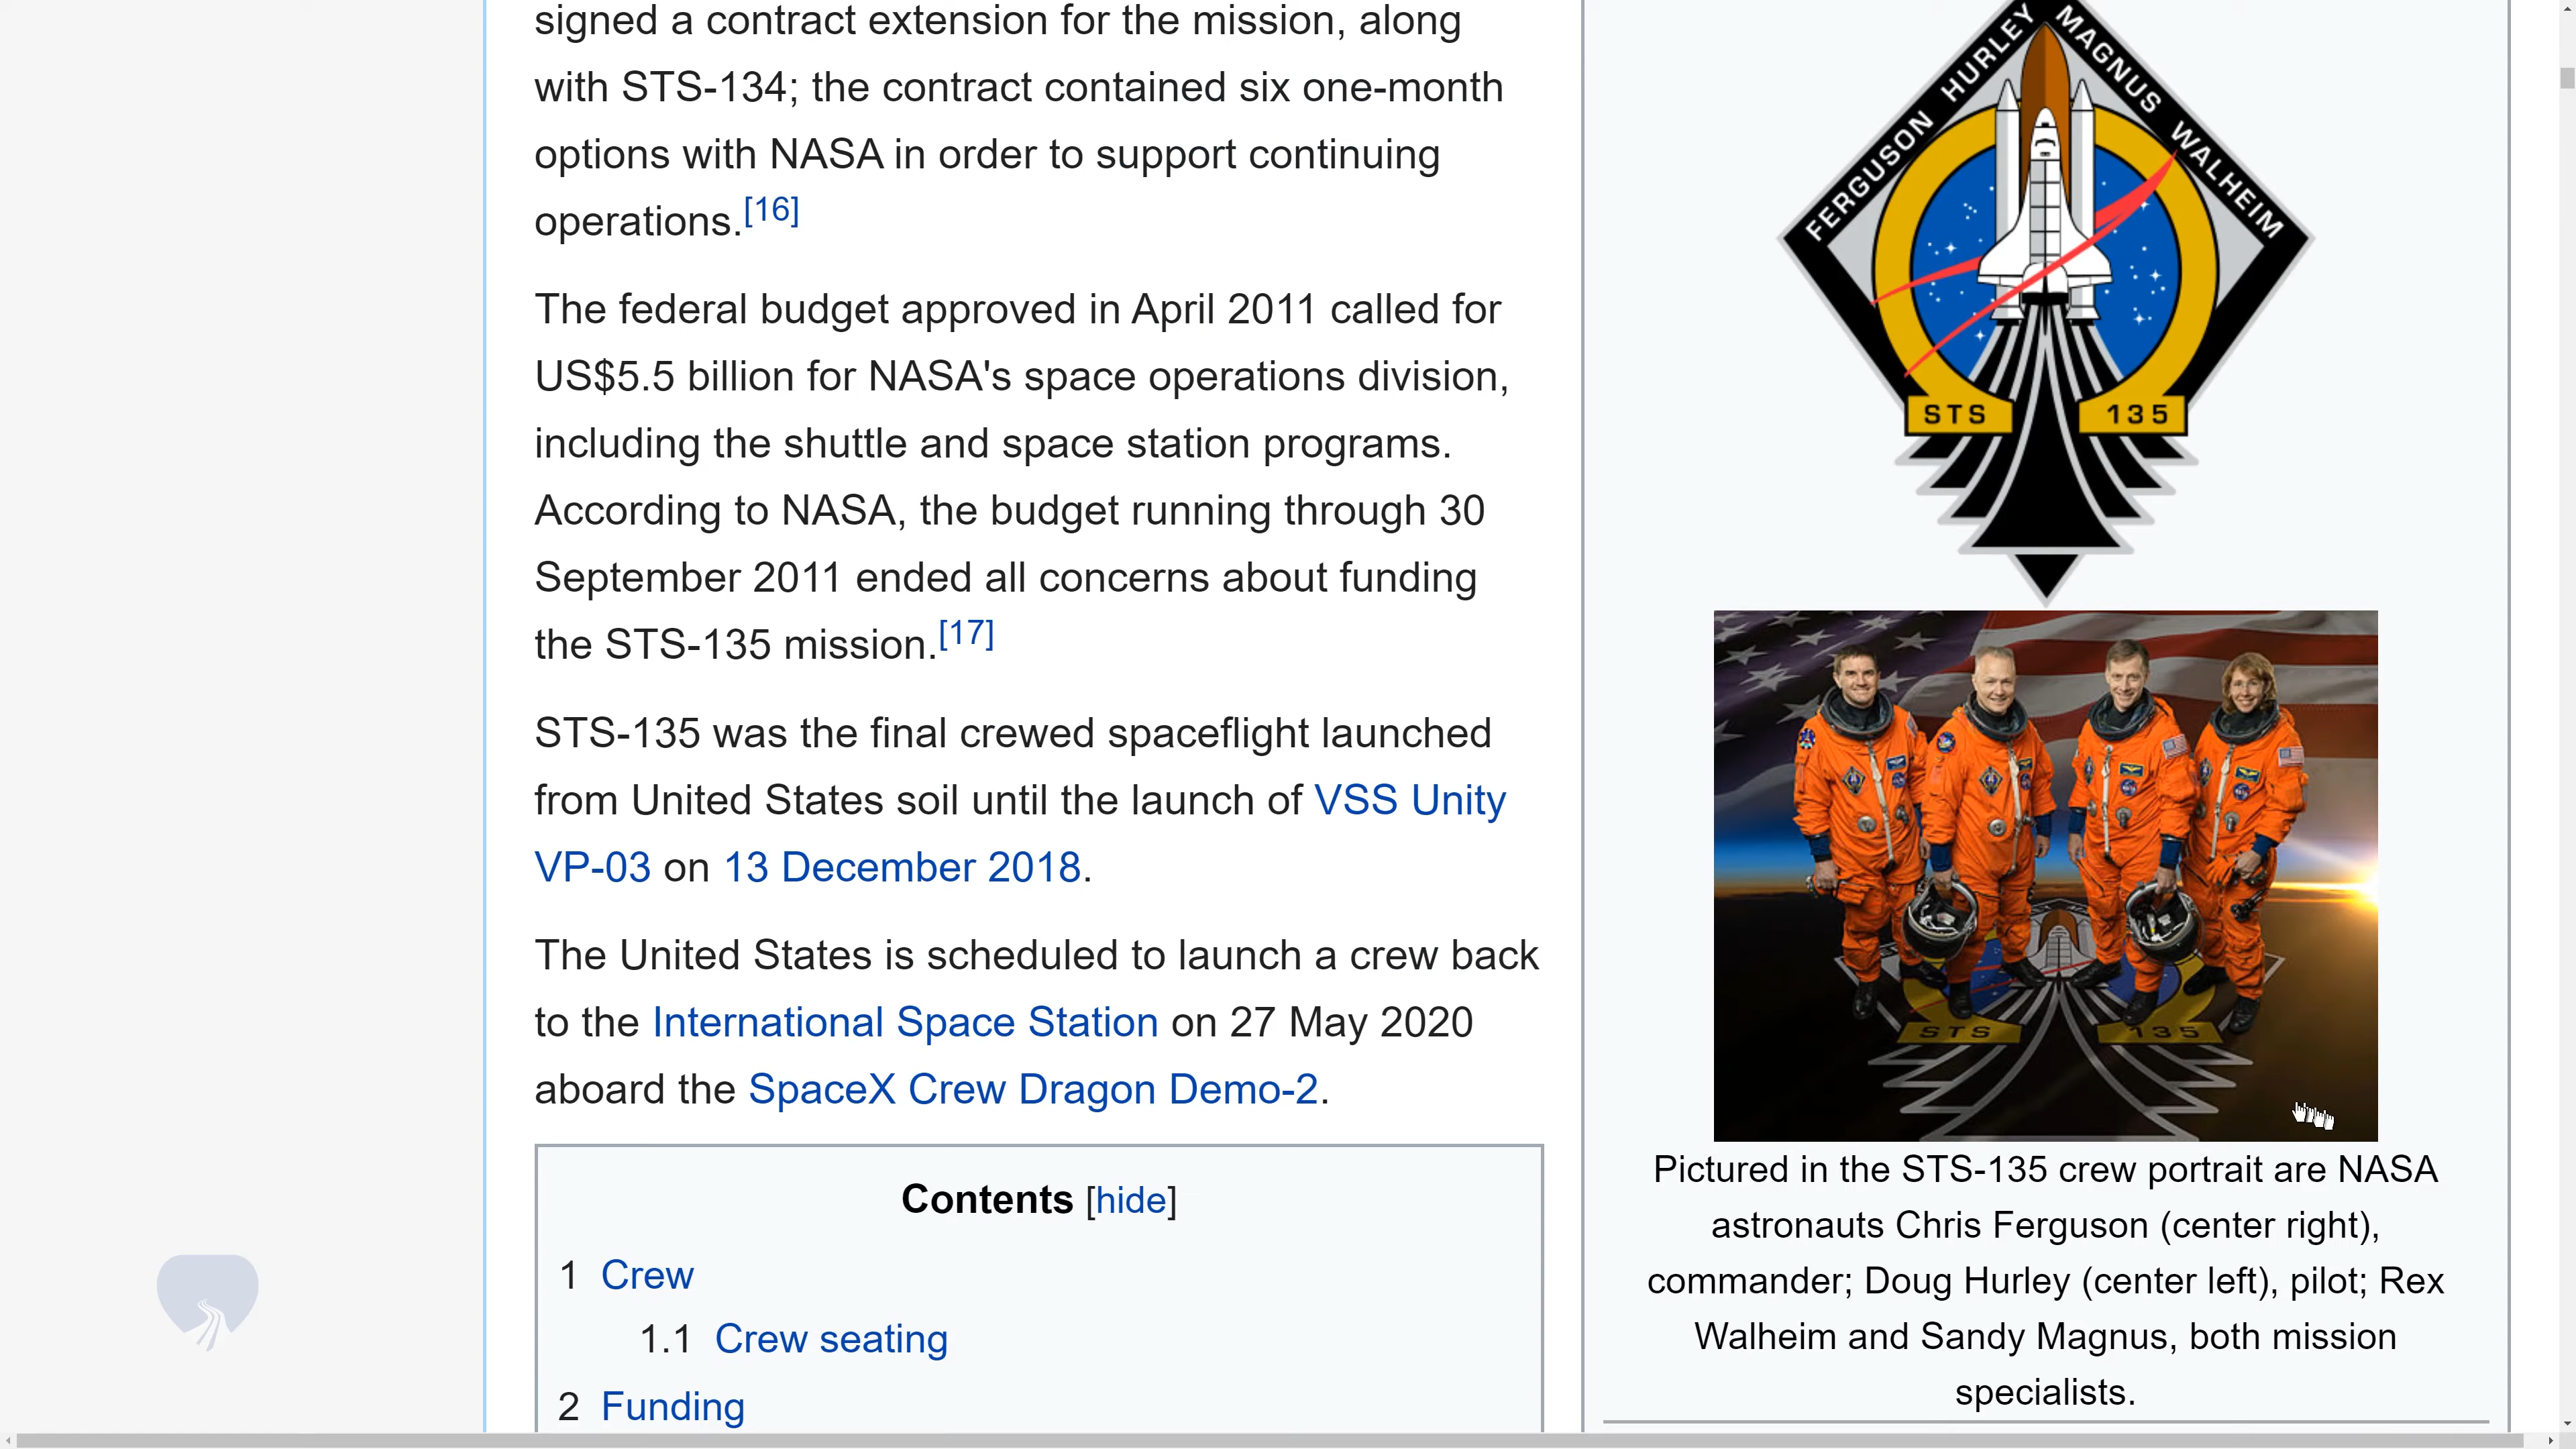 signed a contract extension for the mission, along
with STS-134; the contract contained six one-month
options with NASA in order to support continuing
operations.[16]
The federal budget approved in April 2011 called for
US$5.5 billion for NASA's space operations division,
including the shuttle and space station programs.
According to NASA, the budget running through 30
September 2011 ended all concerns about funding
the STS-135 mission.[17]
STS-135 was the final crewed spaceflight launched
from United States soil until the launch of VSS Unity
VP-03 on 13 December 2018.
The United States is scheduled to launch a crew back
to the International Space Station on 27 May 2020
aboard the SpaceX Crew Dragon Demo-2.
Contents [hide]
1 Crew
1.1 Crew seating
2 Funding
FERGUSON HURLEY
MAGNUS WALHEIM
STS 135
STS 135
Pictured in the STS-135 crew portrait are NASA
astronauts Chris Ferguson (center right),
commander; Doug Hurley (center left), pilot; Rex
Walheim and Sandy Magnus, both mission
specialists.